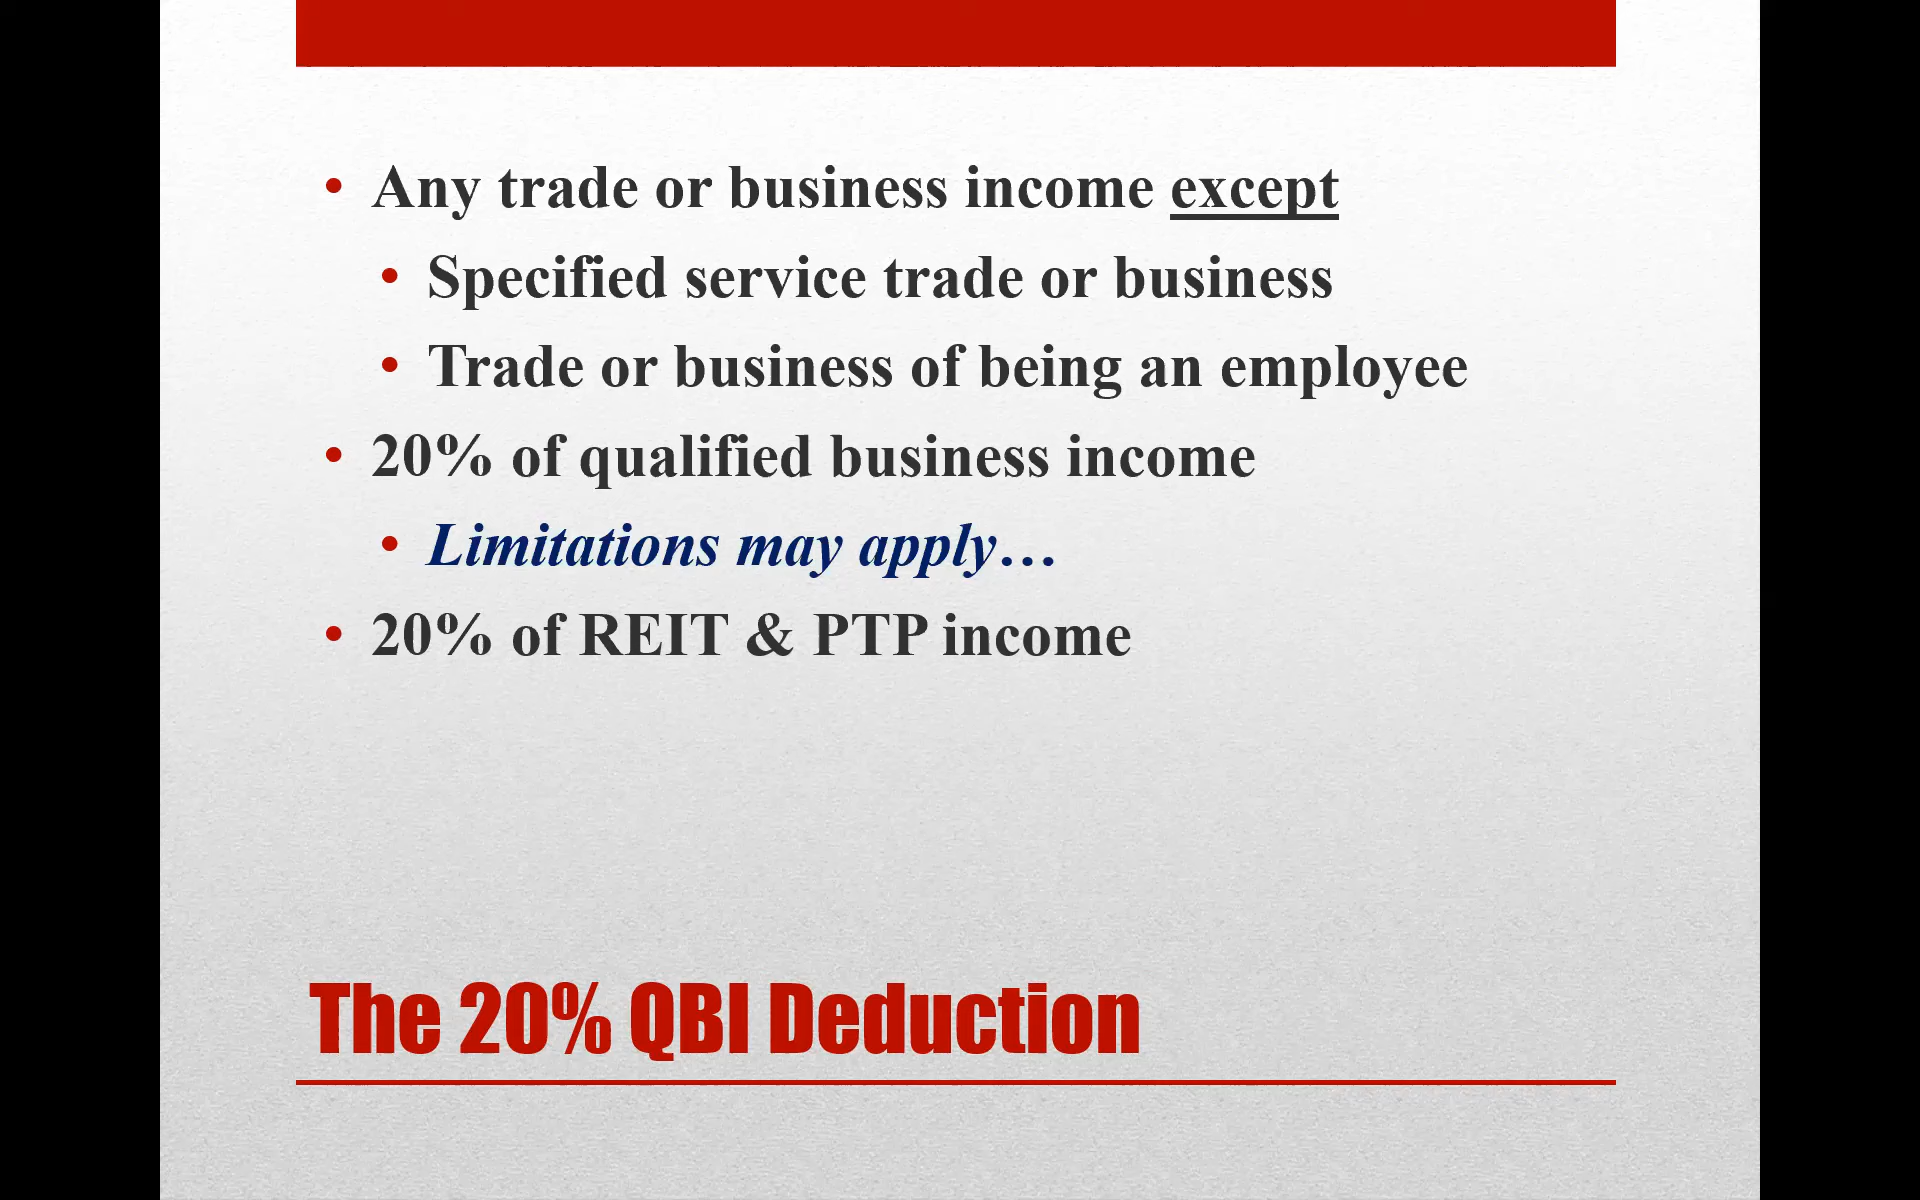 • Any trade or business income except
• Specified service trade or business
• Trade or business of being an employee
• 20% of qualified business income
• Limitations may apply…
• 20% of REIT & PTP income
The 20% QBI Deduction